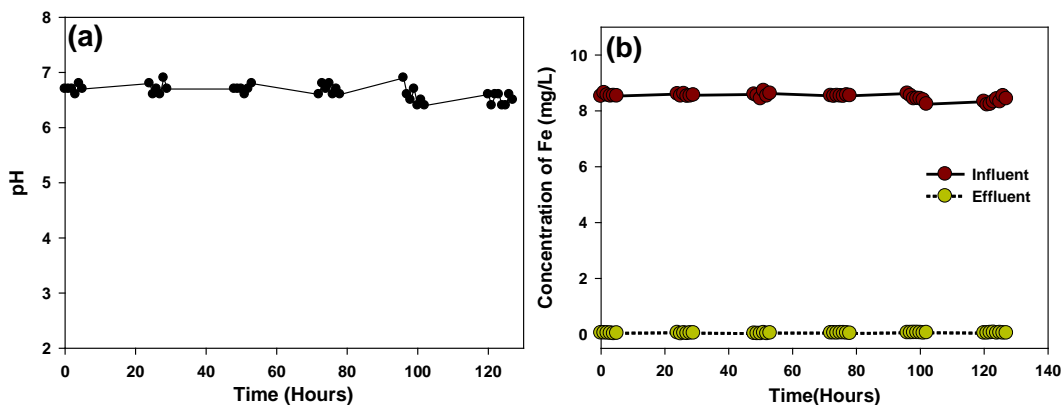 (a)
8
7
6
5
4
3
2
pH
0 20 40 60 80 100 120
Time (Hours)
(b)
10
8
6
4
2
0
Concentration of Fe (mg/L)
Influent
Effluent
0 20 40 60 80 100 120 140
Time(Hours)